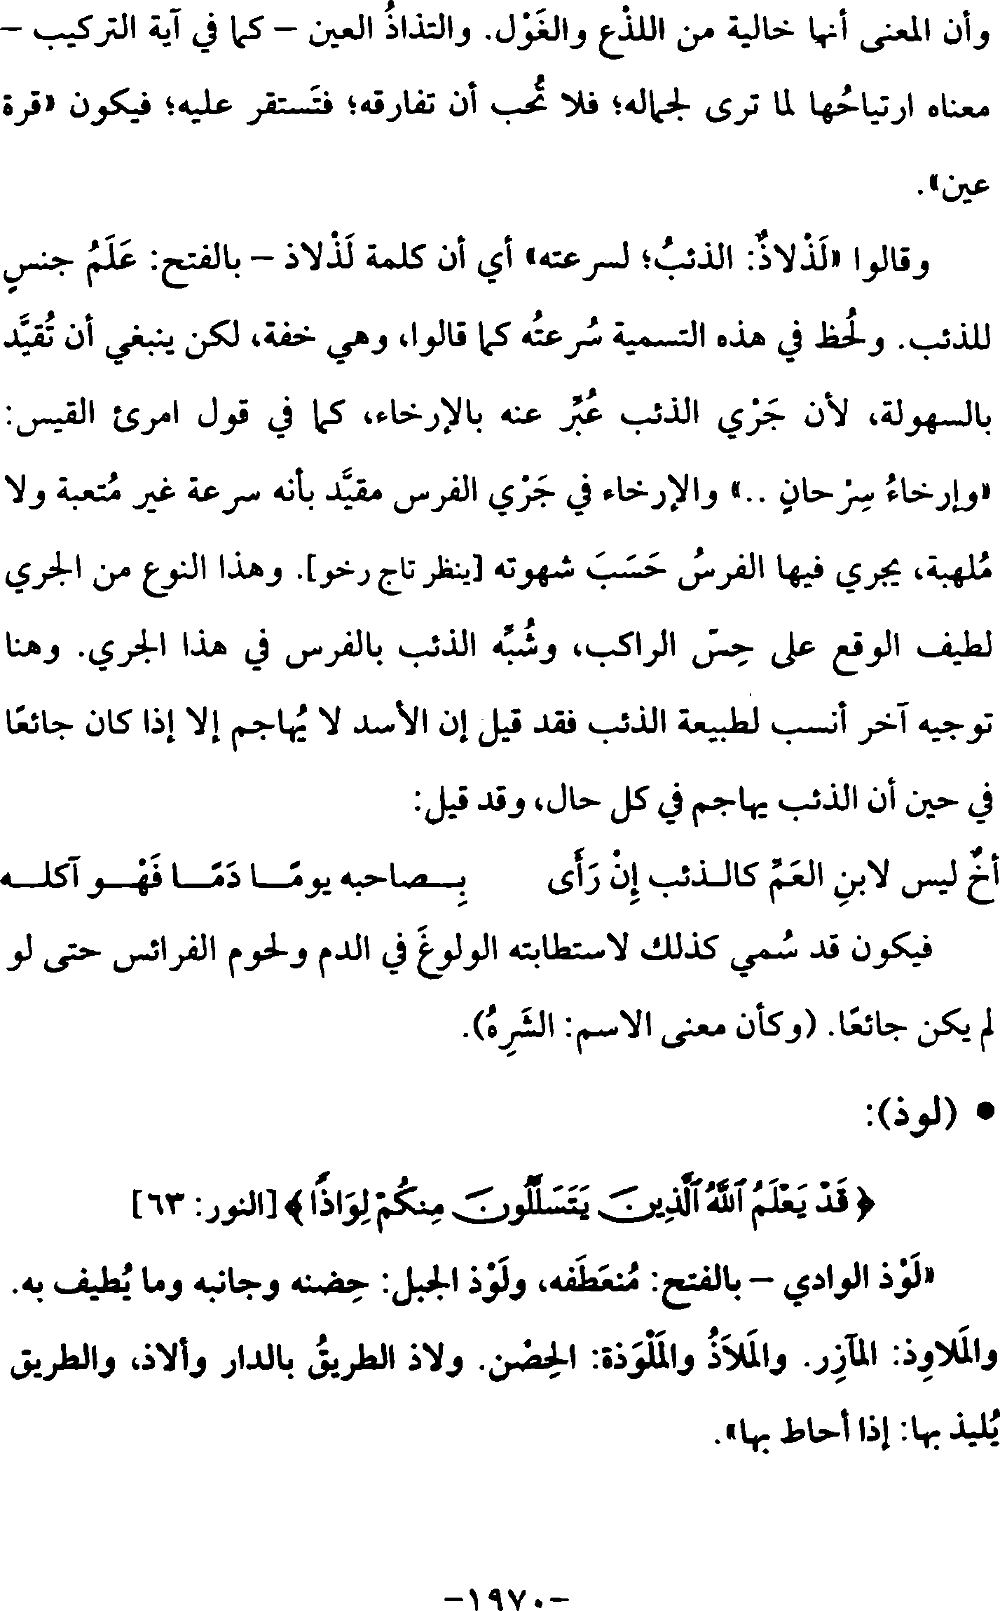 وأن المعنى أنها خالية من اللذْع والغَوْل. والتذاذُ العين – كما في آية التركيب –
معناه ارتياحُها لما ترى لجماله؛ فلا تُحب أن تفارقه؛ فتَستقر عليه؛ فيكون «قرة
عين».
وقالوا «لَذْلاذٌ: الذئبُ؛ لسرعته» أي أن كلمة لَذْلاذ – بالفتح: عَلَمُ جنسٍ
للذئب. ولُحظ في هذه التسمية سُرعتُه كما قالوا، وهي خفة، لكن ينبغي أن تُقيَّد
بالسهولة، لأن جَرْي الذئب عُبِّر عنه بالإرخاء، كما في قول امرئ القيس:
«وإرخاءُ سِرْحانٍ ..» والإرخاء في جَرْي الفرس مقيَّد بأنه سرعة غير مُتعبة ولا
مُلهبة، يجري فيها الفرسُ حَسَبَ شهوته [ينظر تاج رخو]. وهذا النوع من الجري
لطيف الوقع على حِسّ الراكب، وشُبِّه الذئب بالفرس في هذا الجري. وهنا
توجيه آخر أنسب لطبيعة الذئب فقد قيل إن الأسد لا يُهاجم إلا إذا كان جائعًا
في حين أن الذئب يهاجم في كل حال، وقد قيل:
أخٌ ليس لابنِ العَمِّ كالـذئب إِنْ رَأَى بِـــصاحبه يومًـــا دَمًـــا فَهْـــو آكلـــه
فيكون قد سُمي كذلك لاستطابته الولوغَ في الدم ولحوم الفرائس حتى لو
لم يكن جائعًا. (وكأن معنى الاسم: الشَرِهُ).
• (لوذ):
﴿قَدْ يَعْلَمُ ٱللَّهُ ٱلَّذِينَ يَتَسَلَّلُونَ مِنكُمْ لِوَاذًا﴾ [النور: ٦٣]
«لَوْذ الوادي – بالفتح: مُنعَطَفه، ولَوْذ الجبل: حِضنه وجانبه وما يُطيف به.
والمَلاوِذ: المآزِر. والمَلاَذُ والمَلْوَذة: الحِصْن. ولاذ الطريقُ بالدار وألاذ، والطريق
يُليذ بها: إذا أحاط بها».
-١٩٧٠-